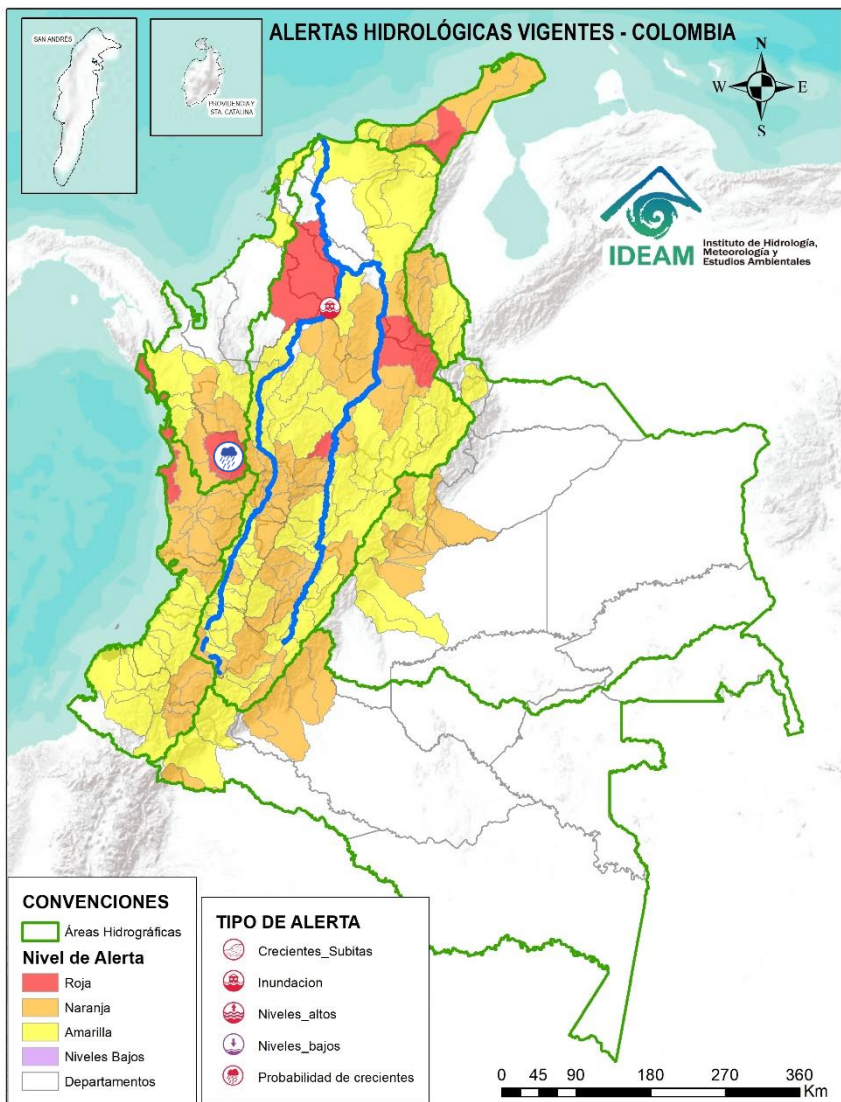 ALERTAS HIDROLÓGICAS VIGENTES - COLOMBIA
SAN ANDRÉS
PROVIDENCIA Y
STA. CATALINA
N
W E
S
IDEAM
Instituto de Hidrología,
Meteorología y
Estudios Ambientales
CONVENCIONES
Áreas Hidrográficas
Nivel de Alerta
Roja
Naranja
Amarilla
Niveles Bajos
Departamentos
TIPO DE ALERTA
Crecientes_Subitas
Inundacion
Niveles_altos
Niveles_bajos
Probabilidad de crecientes
0 45 90 180 270 360
Km